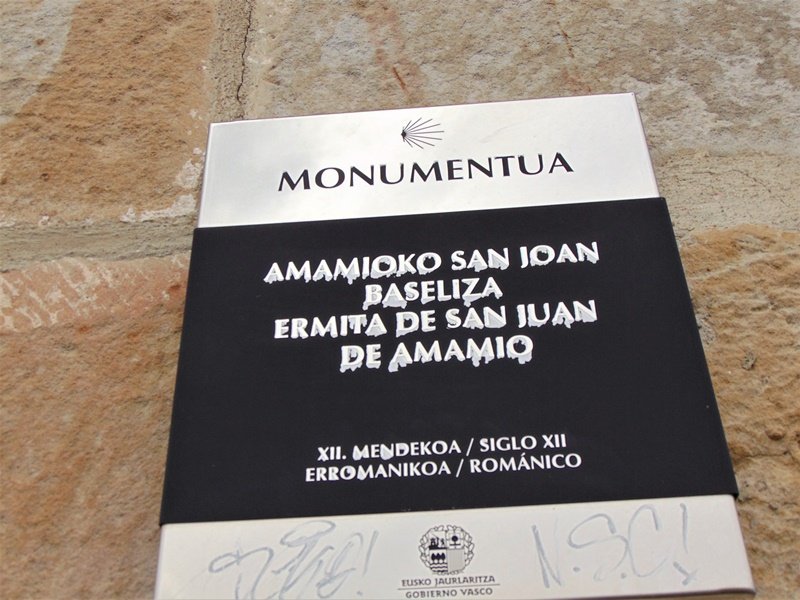 MONUMENTUA
AMAMIOKO SAN JOAN
BASELIZA
ERMITA DE SAN JUAN
DE AMAMIO
XII. MENDEKOA / SIGLO XII
ERROMANIKOA / ROMÁNICO
N.S.C!
EUSKO JAURLARITZA
GOBIERNO VASCO